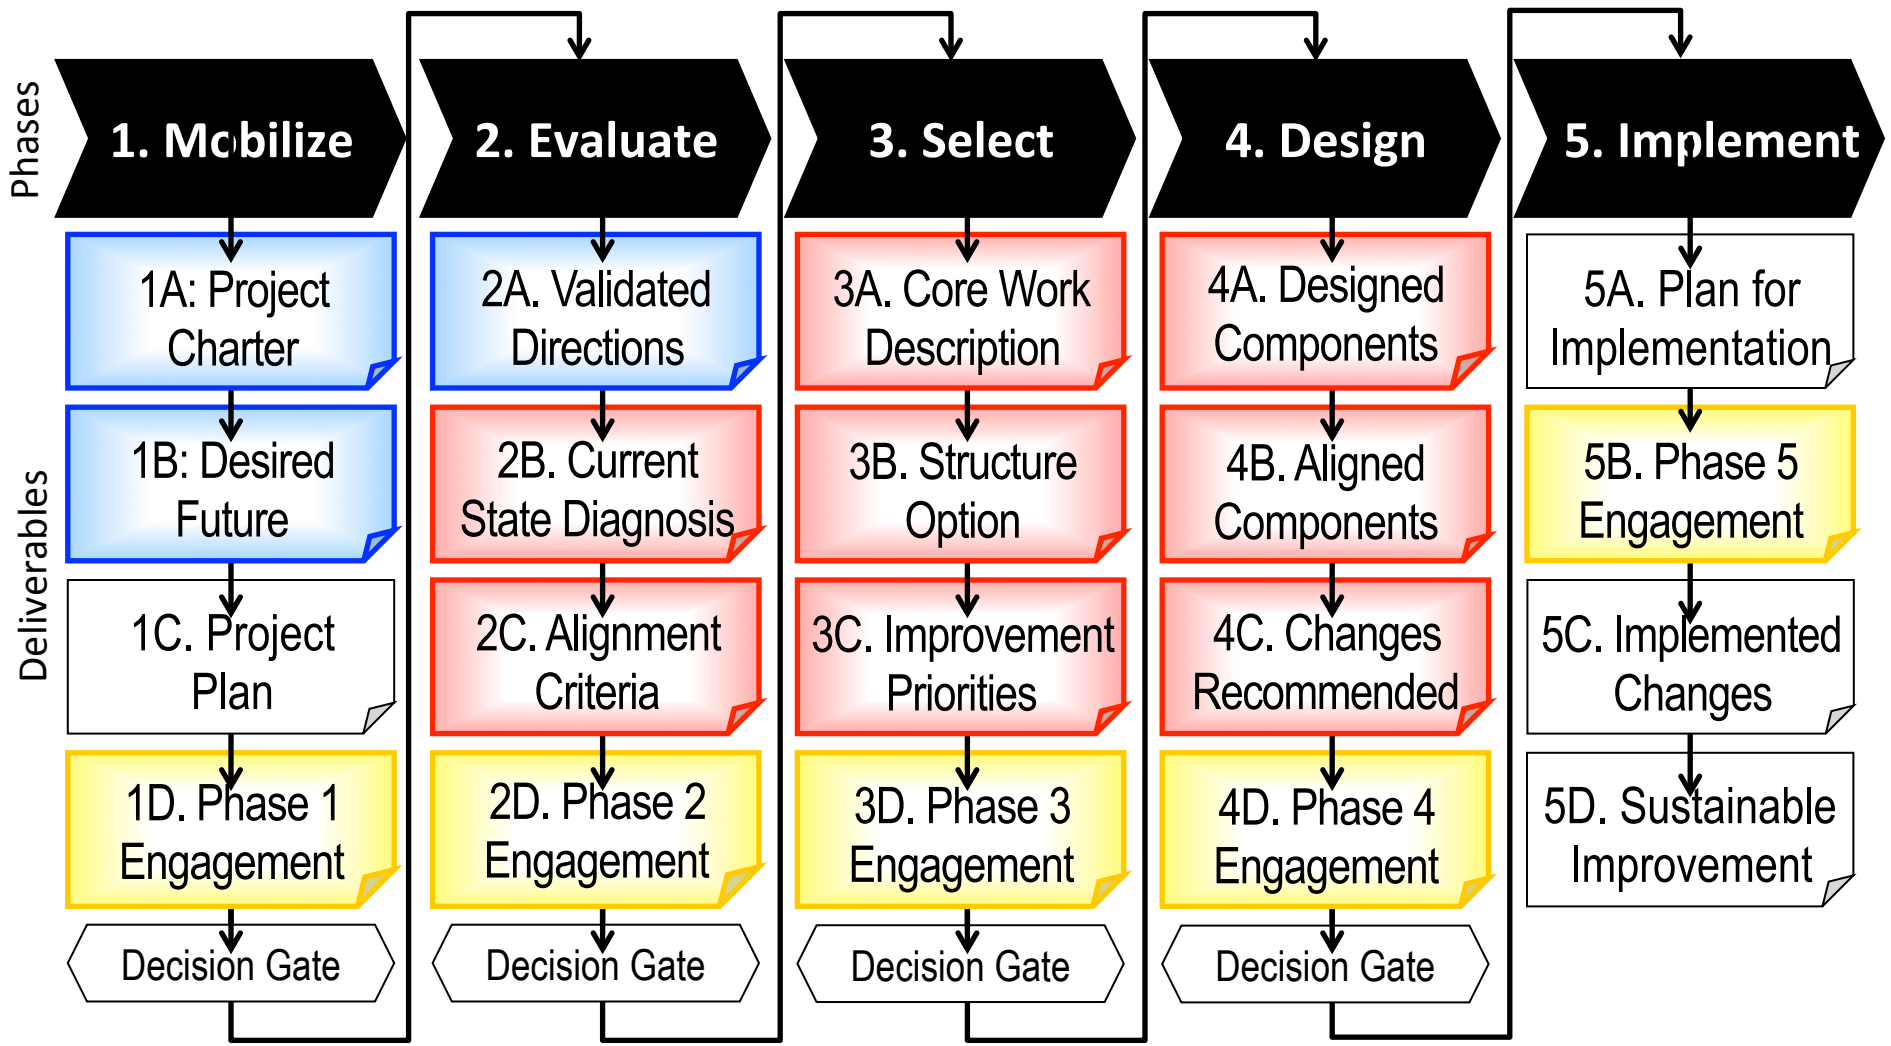 Phases
1. Mobilize
2. Evaluate
3. Select
4. Design
5. Implement
Deliverables
1A: Project
Charter
1B: Desired
Future
1C. Project
Plan
1D. Phase 1
Engagement
Decision Gate
2A. Validated
Directions
2B. Current
State Diagnosis
2C. Alignment
Criteria
2D. Phase 2
Engagement
Decision Gate
3A. Core Work
Description
3B. Structure
Option
3C. Improvement
Priorities
3D. Phase 3
Engagement
Decision Gate
4A. Designed
Components
4B. Aligned
Components
4C. Changes
Recommended
4D. Phase 4
Engagement
Decision Gate
5A. Plan for
Implementation
5B. Phase 5
Engagement
5C. Implemented
Changes
5D. Sustainable
Improvement